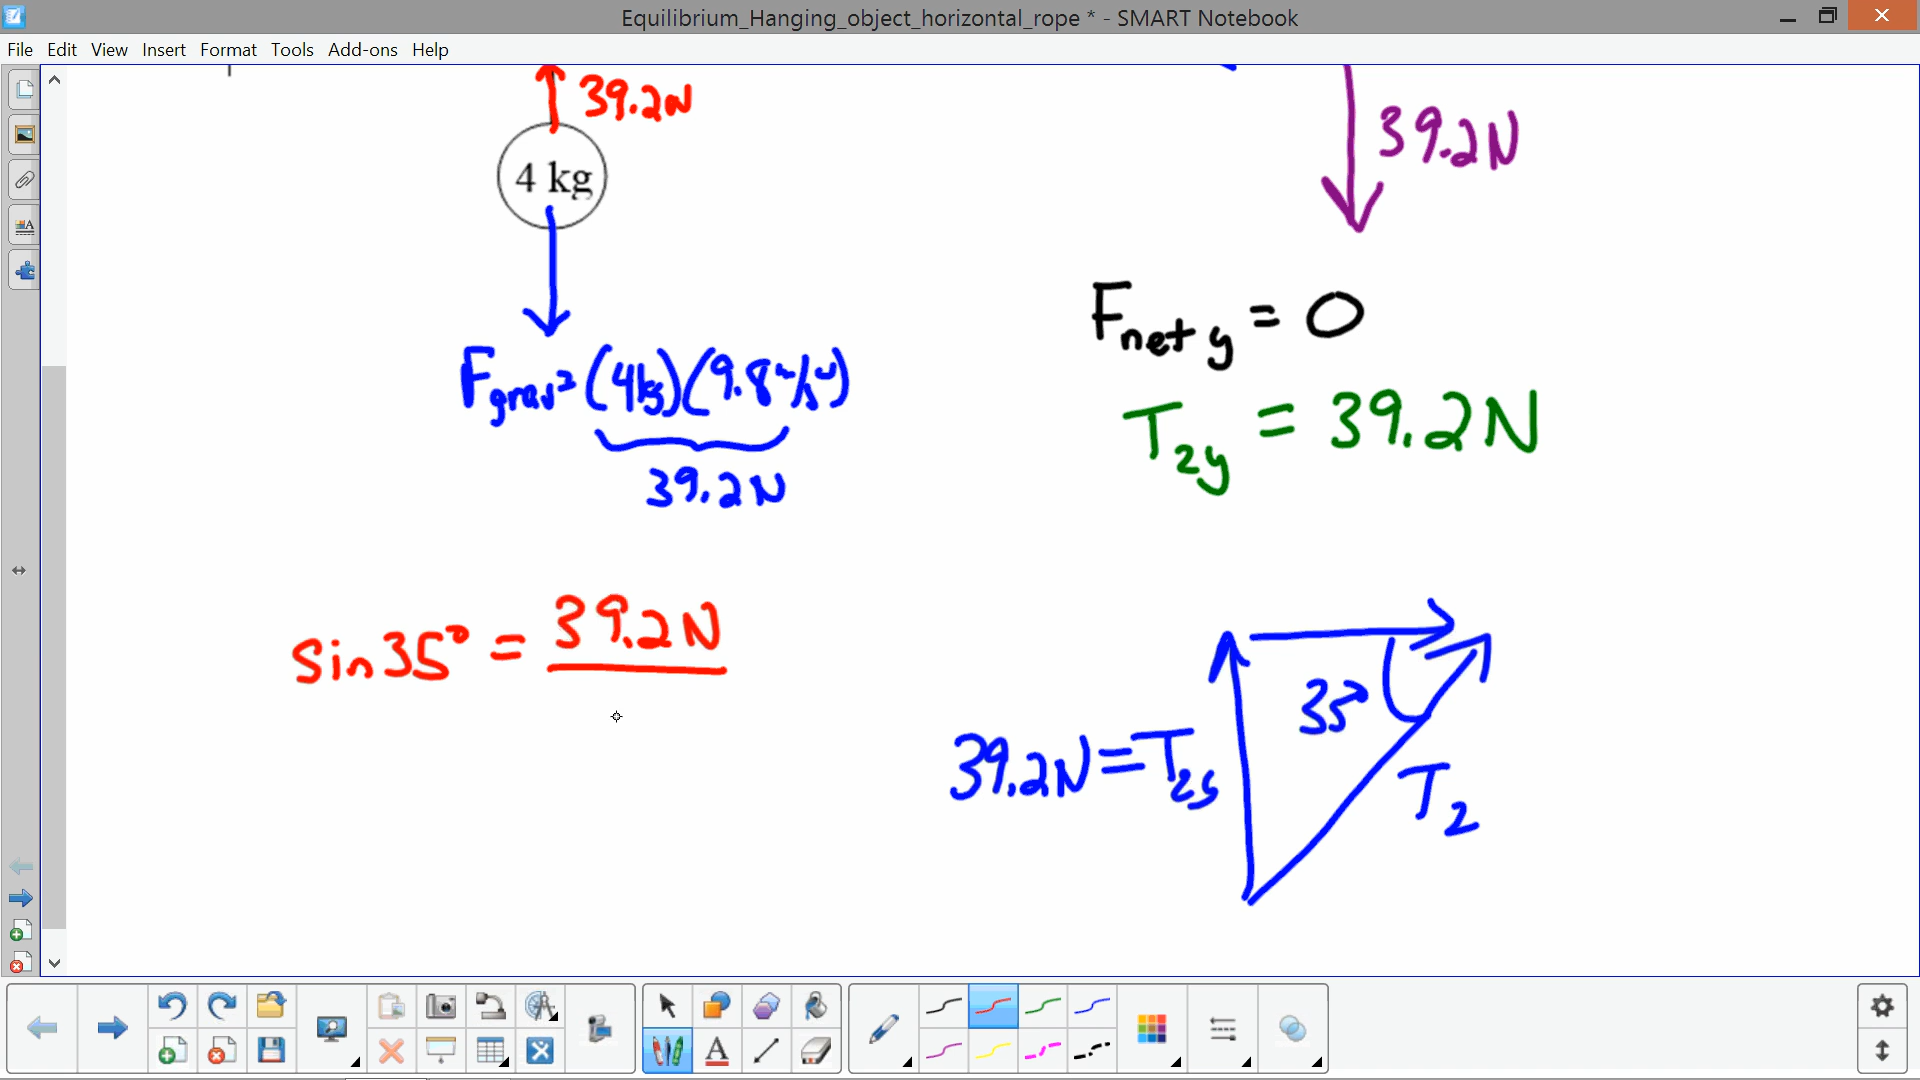 Equilibrium_Hanging_object_horizontal_rope * - SMART Notebook
File Edit View Insert Format Tools Add-ons Help
39.2N
4 kg
39.2N
Fnet y = 0
Fgrav = (4kg)(9.8m/s²)
39.2N
T2y = 39.2N
sin35° = 39.2N
35°
39.2N = T2y
T2